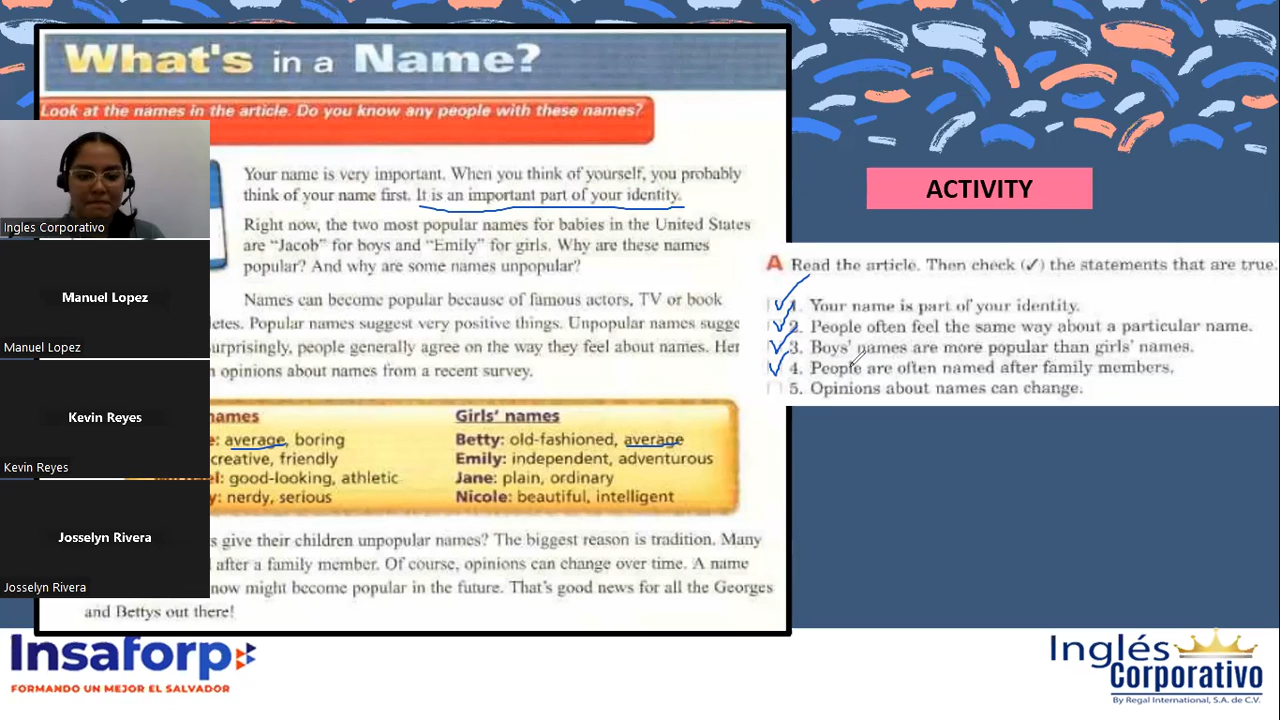 What's in a Name?
Look at the names in the article. Do you know any people with these names?
Your name is very important. When you think of yourself, you probably
think of your name first. It is an important part of your identity.
Right now, the two most popular names for babies in the United States
are “Jacob” for boys and “Emily” for girls. Why are these names
popular? And why are some names unpopular?
Names can become popular because of famous actors, TV or book
Popular names suggest very positive things. Unpopular names
people generally agree on the way they feel about names.
opinions about names from a recent survey.
names
average, boring
creative, friendly
good-looking, athletic
nerdy, serious
Girls' names
Betty: old-fashioned, average
Emily: independent, adventurous
Jane: plain, ordinary
Nicole: beautiful, intelligent
give their children unpopular names? The biggest reason is tradition. Many
after a family member. Of course, opinions can change over time. A name
now might become popular in the future. That's good news for all the Georges
and Bettys out there!
Ingles Corporativo
Manuel Lopez
Manuel Lopez
Kevin Reyes
Kevin Reyes
Josselyn Rivera
Josselyn Rivera
ACTIVITY
A Read the article. Then check (✓) the statements that are true.
1. Your name is part of your identity.
2. People often feel the same way about a particular name.
3. Boys' names are more popular than girls' names.
4. People are often named after family members.
5. Opinions about names can change.
Insaforp
FORMANDO UN MEJOR EL SALVADOR
Inglés
Corporativo
By Regal International, S.A. de C.V.